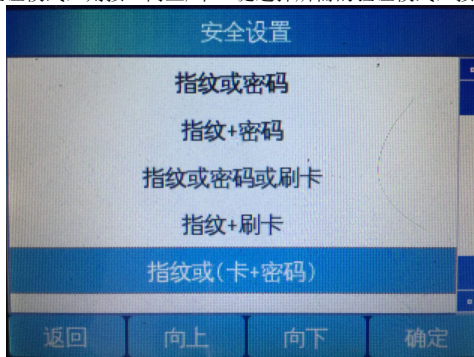 安全设置
指纹或密码
指纹+密码
指纹或密码或刷卡
指纹+刷卡
指纹或(卡+密码)
返回 向上 向下 确定